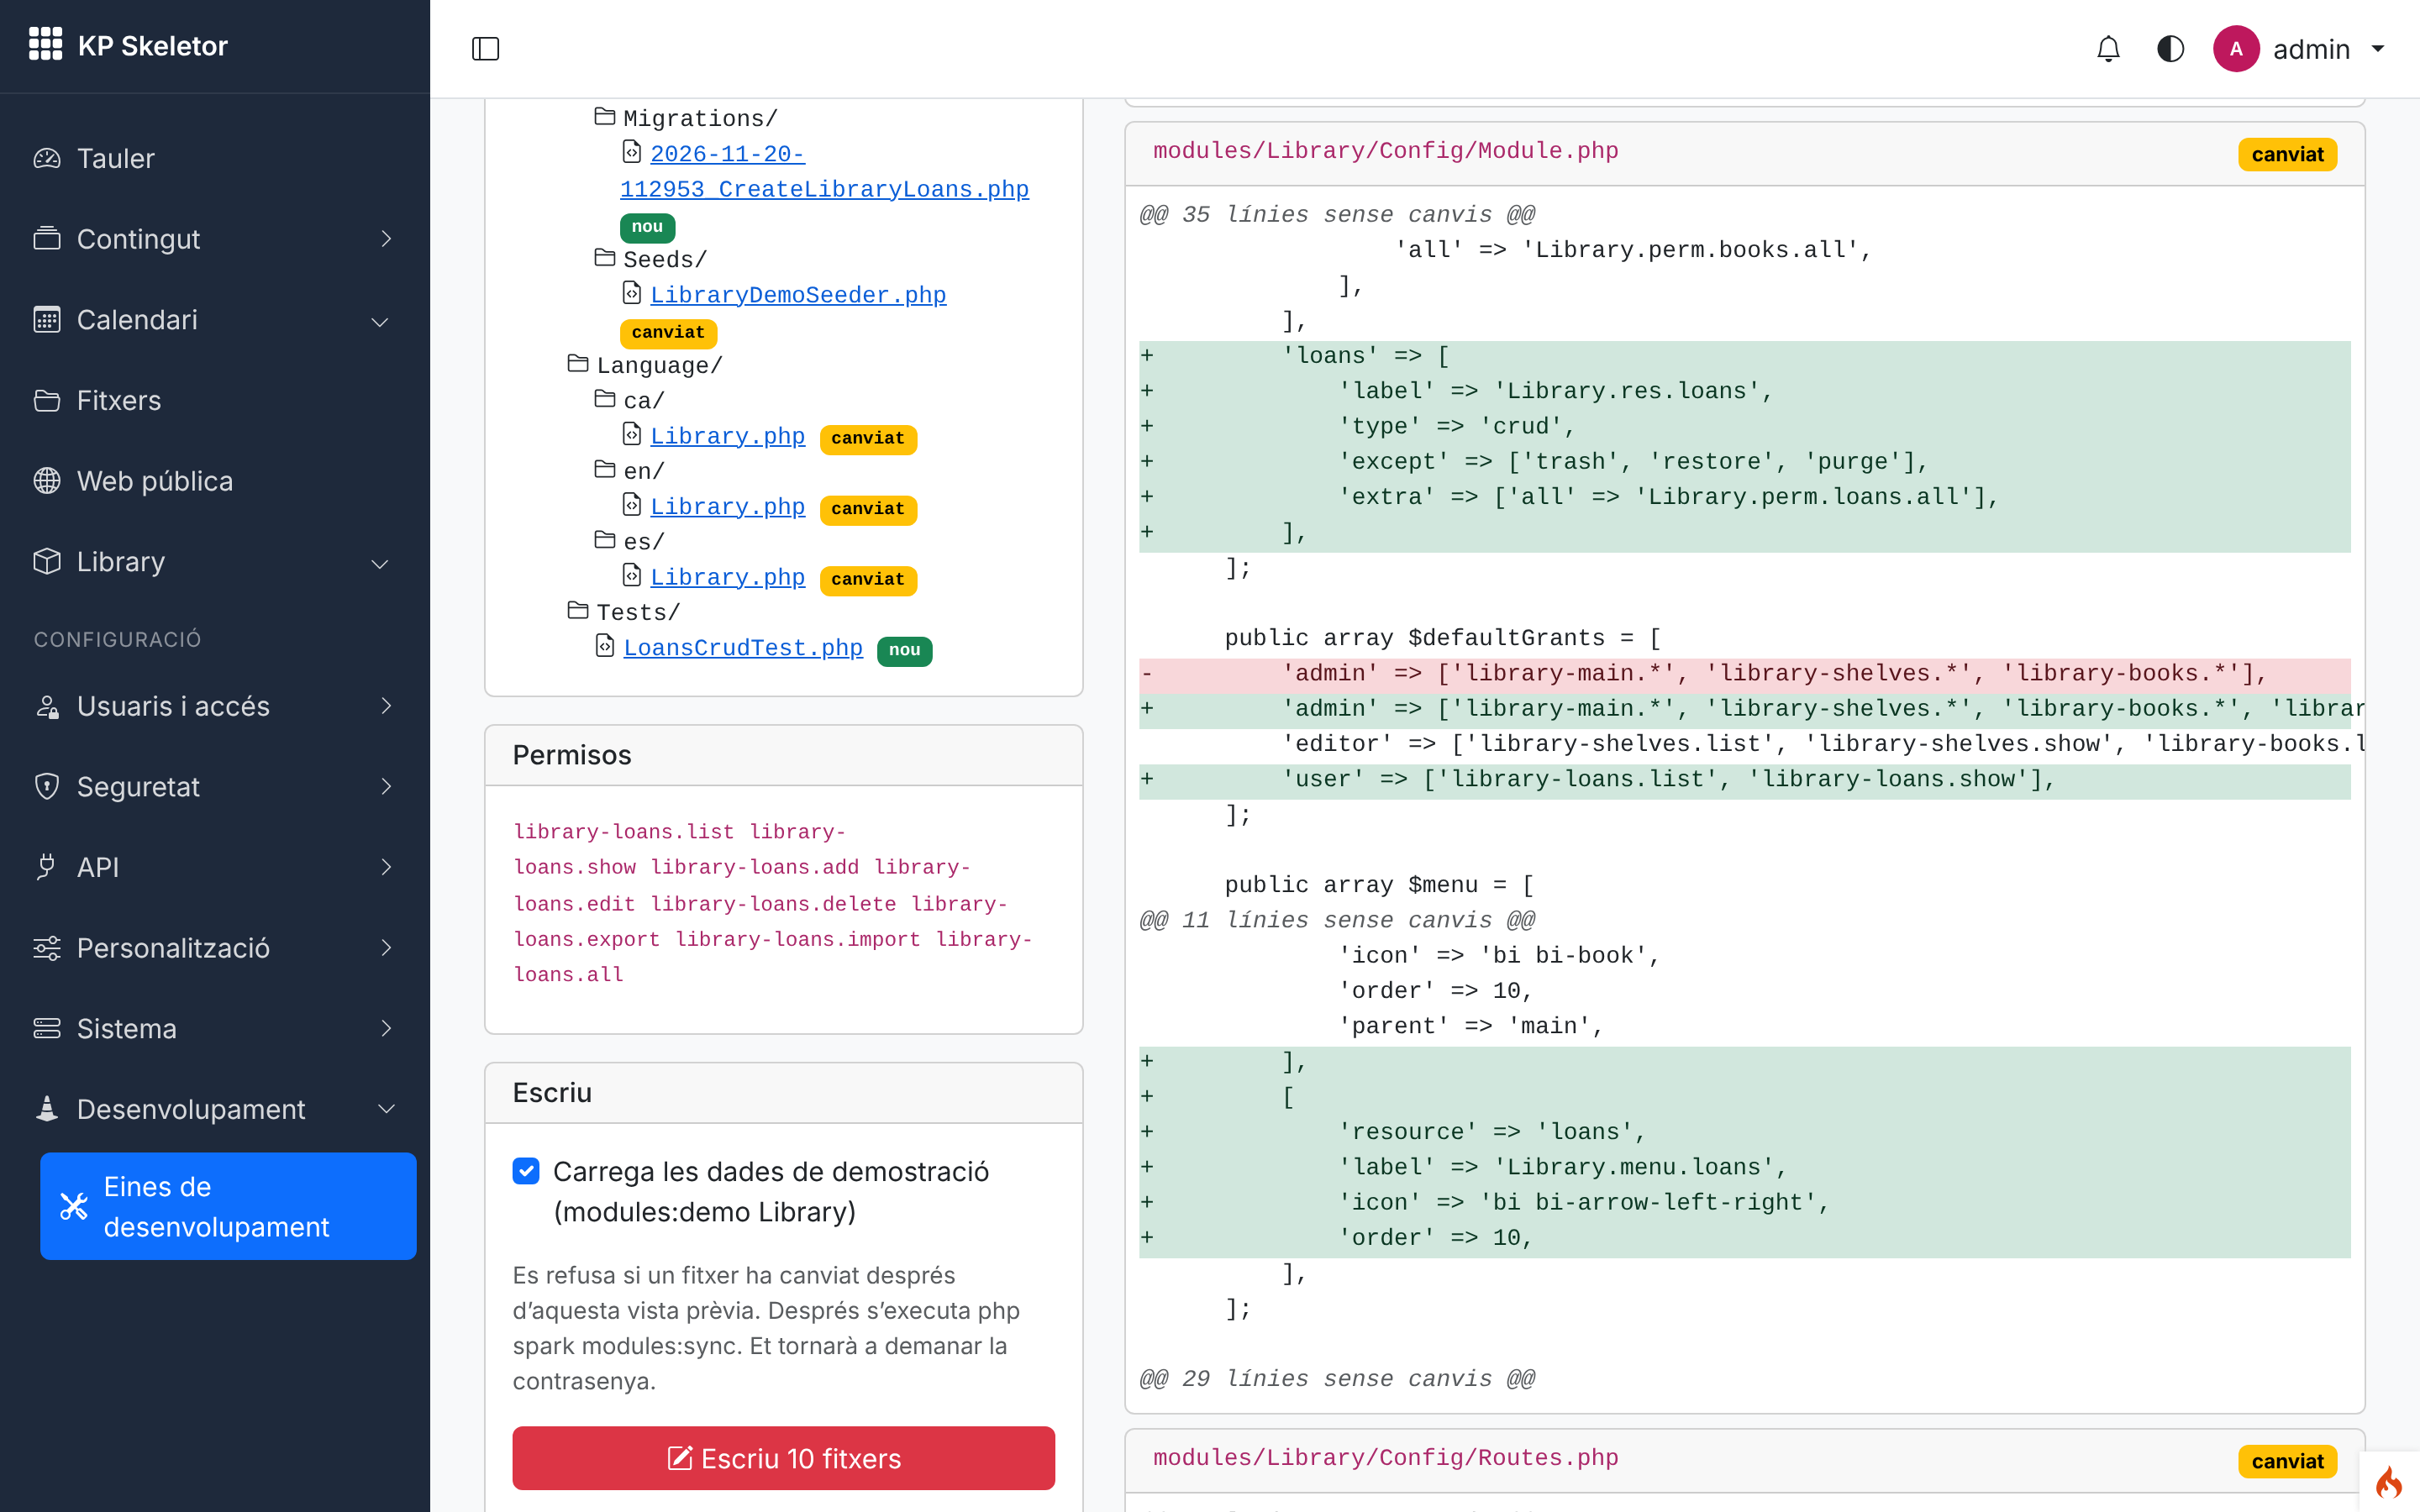 KP Skeletor
Tauler
Contingut
Calendari
Fitxers
Web pública
Library
CONFIGURACIÓ
Usuaris i accés
Seguretat
API
Personalització
Sistema
Desenvolupament
Eines de
desenvolupament
A admin
Migrations/
2026-11-20-
112953_CreateLibraryLoans.php
nou
Seeds/
LibraryDemoSeeder.php
canviat
Language/
ca/
Library.php canviat
en/
Library.php canviat
es/
Library.php canviat
Tests/
LoansCrudTest.php nou
Permisos
library-loans.list library-
loans.show library-loans.add library-
loans.edit library-loans.delete library-
loans.export library-loans.import library-
loans.all
Escriu
Carrega les dades de demostració
(modules:demo Library)
Es refusa si un fitxer ha canviat després
d’aquesta vista prèvia. Després s’executa php
spark modules:sync. Et tornarà a demanar la
contrasenya.
Escriu 10 fitxers
modules/Library/Config/Module.php canviat
@@ 35 línies sense canvis @@
'all' => 'Library.perm.books.all',
],
],
+ 'loans' => [
+ 'label' => 'Library.res.loans',
+ 'type' => 'crud',
+ 'except' => ['trash', 'restore', 'purge'],
+ 'extra' => ['all' => 'Library.perm.loans.all'],
+ ],
];
public array $defaultGrants = [
- 'admin' => ['library-main.*', 'library-shelves.*', 'library-books.*'],
+ 'admin' => ['library-main.*', 'library-shelves.*', 'library-books.*', 'librar
'editor' => ['library-shelves.list', 'library-shelves.show', 'library-books.l
+ 'user' => ['library-loans.list', 'library-loans.show'],
];
public array $menu = [
@@ 11 línies sense canvis @@
'icon' => 'bi bi-book',
'order' => 10,
'parent' => 'main',
+ ],
+ [
+ 'resource' => 'loans',
+ 'label' => 'Library.menu.loans',
+ 'icon' => 'bi bi-arrow-left-right',
+ 'order' => 10,
],
];
@@ 29 línies sense canvis @@
modules/Library/Config/Routes.php canviat